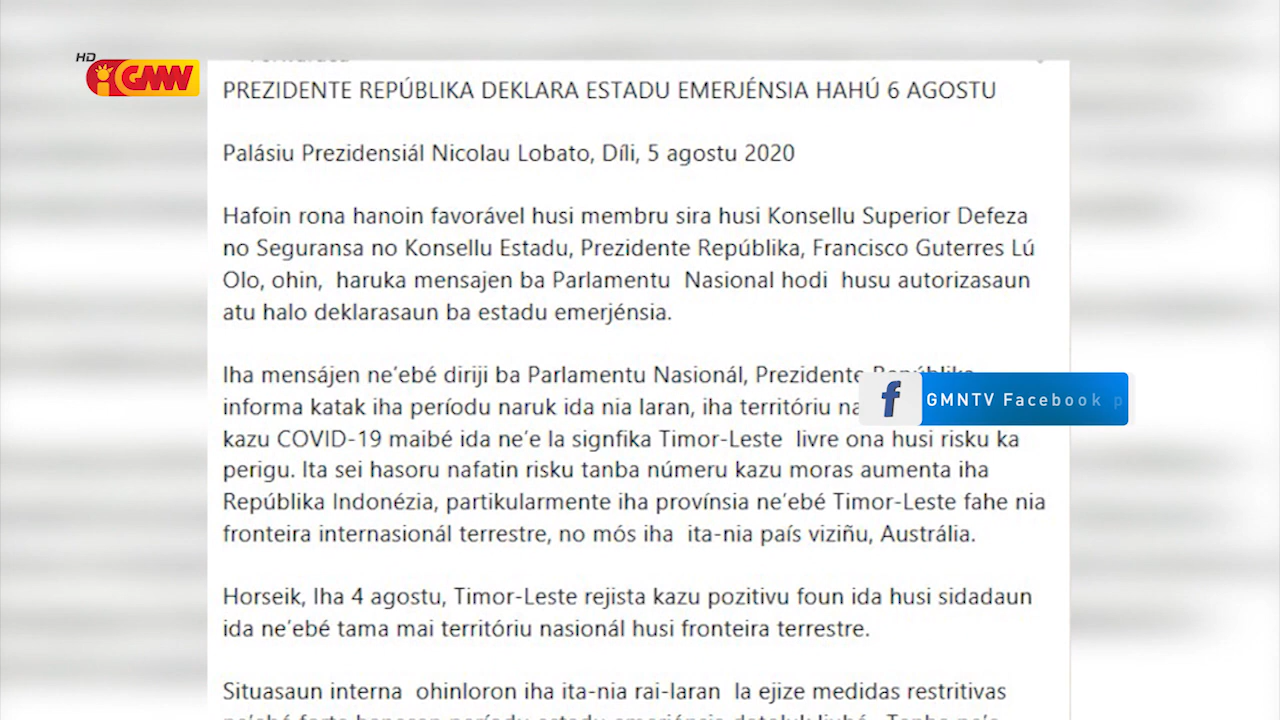 HD
GMN
PREZIDENTE REPÚBLIKA DEKLARA ESTADU EMERJÉNSIA HAHÚ 6 AGOSTU
Palásiu Prezidensiál Nicolau Lobato, Díli, 5 agostu 2020
Hafoin rona hanoin favorável husi membru sira husi Konsellu Superior Defeza
no Seguransa no Konsellu Estadu, Prezidente Repúblika, Francisco Guterres Lú
Olo, ohin, haruka mensajen ba Parlamentu Nasional hodi husu autorizasaun
atu halo deklarasaun ba estadu emerjénsia.
Iha mensájen ne'ebé diriji ba Parlamentu Nasionál, Prezidente Repúblika
informa katak iha períodu naruk ida nia laran, iha territóriu
GMNTV Facebook
kazu COVID-19 maibé ida ne'e la signfika Timor-Leste livre ona husi risku ka
perigu. Ita sei hasoru nafatin risku tanba númeru kazu moras aumenta iha
Repúblika Indonézia, partikularmente iha provínsia ne'ebé Timor-Leste fahe nia
fronteira internasionál terrestre, no mós iha ita-nia país viziñu, Austrália.
Horseik, Iha 4 agostu, Timor-Leste rejista kazu pozitivu foun ida husi sidadaun
ida ne'ebé tama mai territóriu nasionál husi fronteira terrestre.
Situasaun interna ohinloron iha ita-nia rai-laran la ejize medidas restritivas